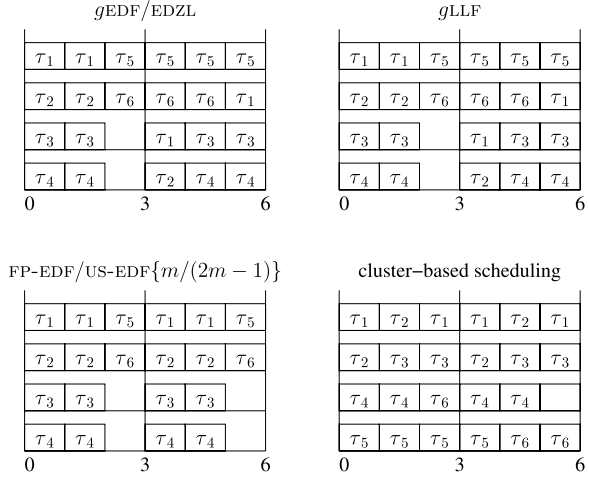 gEDF/EDZL
τ1 τ1 τ5 τ5 τ5 τ5
τ2 τ2 τ6 τ6 τ6 τ1
τ3 τ3 τ1 τ3 τ3
τ4 τ4 τ2 τ4 τ4
0 3 6
gLLF
τ1 τ1 τ5 τ5 τ5 τ5
τ2 τ2 τ6 τ6 τ6 τ1
τ3 τ3 τ1 τ3 τ3
τ4 τ4 τ2 τ4 τ4
0 3 6
FP-EDF/US-EDF{m/(2m − 1)}
τ1 τ1 τ5 τ1 τ1 τ5
τ2 τ2 τ6 τ2 τ2 τ6
τ3 τ3 τ3 τ3
τ4 τ4 τ4 τ4
0 3 6
cluster−based scheduling
τ1 τ2 τ1 τ1 τ2 τ1
τ2 τ3 τ3 τ2 τ3 τ3
τ4 τ4 τ6 τ4 τ4
τ5 τ5 τ5 τ5 τ6 τ6
0 3 6